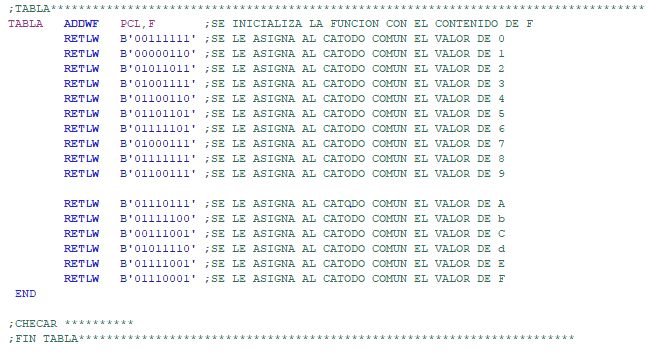 ;TABLA*************************************************************************************
TABLA   ADDWF   PCL,F       ;SE INICIALIZA LA FUNCION CON EL CONTENIDO DE F
        RETLW   B'00111111' ;SE LE ASIGNA AL CATODO COMUN EL VALOR DE 0
        RETLW   B'00000110' ;SE LE ASIGNA AL CATODO COMUN EL VALOR DE 1
        RETLW   B'01011011' ;SE LE ASIGNA AL CATODO COMUN EL VALOR DE 2
        RETLW   B'01001111' ;SE LE ASIGNA AL CATODO COMUN EL VALOR DE 3
        RETLW   B'01100110' ;SE LE ASIGNA AL CATODO COMUN EL VALOR DE 4
        RETLW   B'01101101' ;SE LE ASIGNA AL CATODO COMUN EL VALOR DE 5
        RETLW   B'01111101' ;SE LE ASIGNA AL CATODO COMUN EL VALOR DE 6
        RETLW   B'01000111' ;SE LE ASIGNA AL CATODO COMUN EL VALOR DE 7
        RETLW   B'01111111' ;SE LE ASIGNA AL CATODO COMUN EL VALOR DE 8
        RETLW   B'01100111' ;SE LE ASIGNA AL CATODO COMUN EL VALOR DE 9
        RETLW   B'01110111' ;SE LE ASIGNA AL CATODO COMUN EL VALOR DE A
        RETLW   B'01111100' ;SE LE ASIGNA AL CATODO COMUN EL VALOR DE b
        RETLW   B'00111001' ;SE LE ASIGNA AL CATODO COMUN EL VALOR DE C
        RETLW   B'01011110' ;SE LE ASIGNA AL CATODO COMUN EL VALOR DE d
        RETLW   B'01111001' ;SE LE ASIGNA AL CATODO COMUN EL VALOR DE E
        RETLW   B'01110001' ;SE LE ASIGNA AL CATODO COMUN EL VALOR DE F
 END
;CHECAR **********
;FIN TABLA***********************************************************************